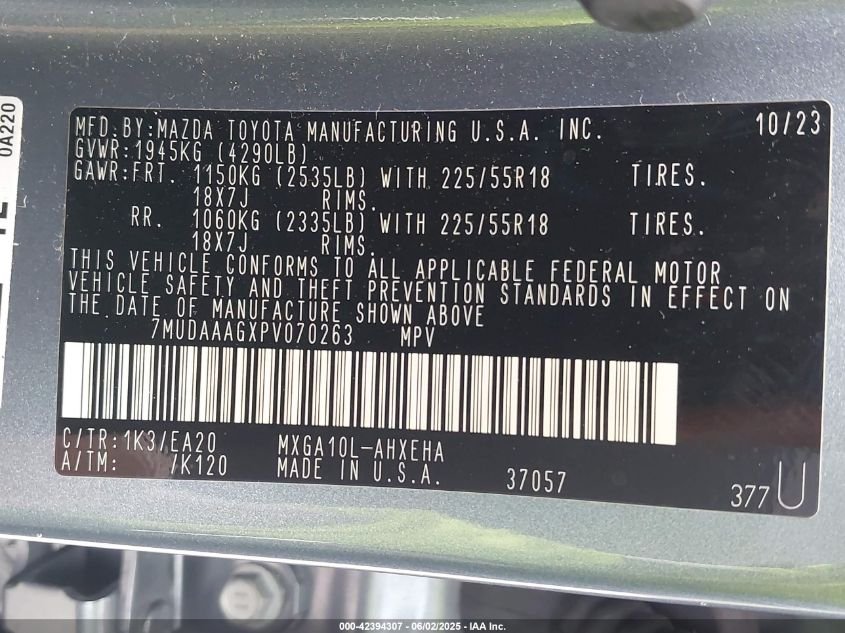 MFD.BY:MAZDA TOYOTA MANUFACTURING U.S.A. INC. 10/23
GVWR:1945KG (4290LB)
GAWR:FRT. 1150KG (2535LB) WITH 225/55R18 TIRES.
18X7J RIMS.
RR. 1060KG (2335LB) WITH 225/55R18 TIRES.
18X7J RIMS.
THIS VEHICLE CONFORMS TO ALL APPLICABLE FEDERAL MOTOR
VEHICLE SAFETY AND THEFT PREVENTION STANDARDS IN EFFECT ON
THE DATE OF MANUFACTURE SHOWN ABOVE
7MUDAAAGXPV070263 MPV
C/TR:1K3/EA20 MXGA10L-AHXEHA
A/TM: /K120 MADE IN U.S.A. 37057
377 U
0A220
000-42394307 - 06/02/2025 - IAA Inc.